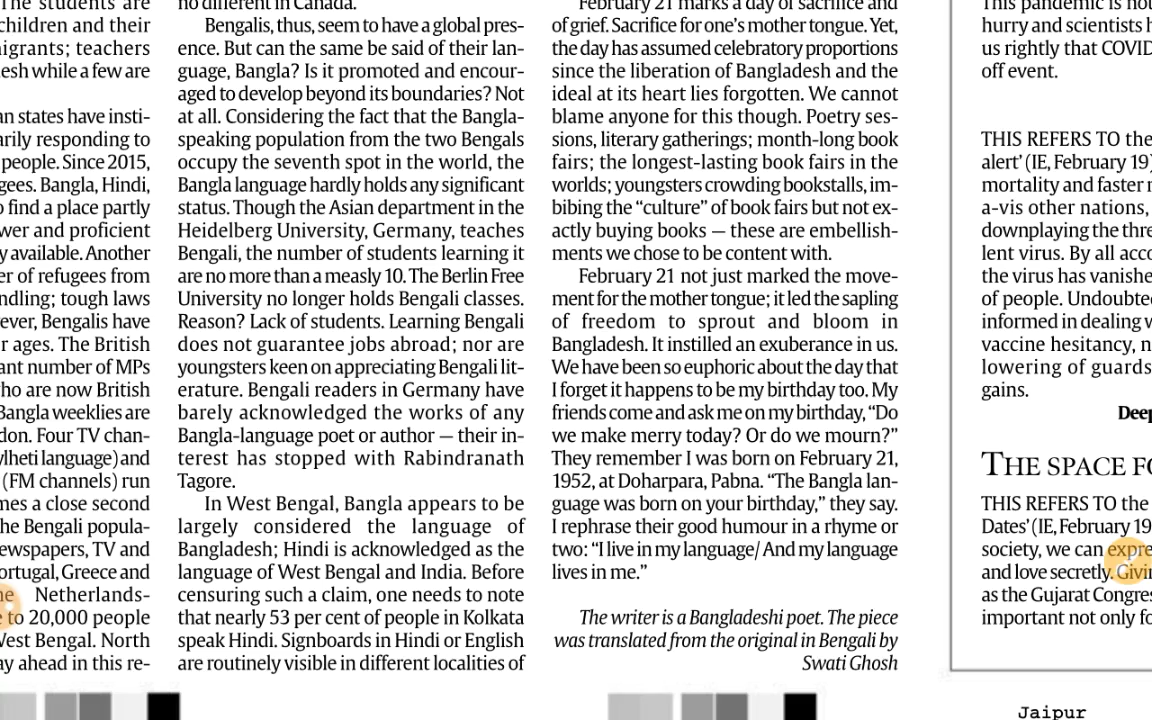 The students are
children and their
migrants; teachers
esh while a few are
an states have insti-
arily responding to
people. Since 2015,
gees. Bangla, Hindi,
o find a place partly
wer and proficient
y available. Another
er of refugees from
ndling; tough laws
ever, Bengalis have
r ages. The British
ant number of MPs
ho are now British
Bangla weeklies are
don. Four TV chan-
ylheti language) and
(FM channels) run
mes a close second
he Bengali popula-
ewspapers, TV and
ortugal, Greece and
he Netherlands-
e to 20,000 people
West Bengal. North
ay ahead in this re-
no different in Canada.
Bengalis, thus, seem to have a global pres-
ence. But can the same be said of their lan-
guage, Bangla? Is it promoted and encour-
aged to develop beyond its boundaries? Not
at all. Considering the fact that the Bangla-
speaking population from the two Bengals
occupy the seventh spot in the world, the
Bangla language hardly holds any significant
status. Though the Asian department in the
Heidelberg University, Germany, teaches
Bengali, the number of students learning it
are no more than a measly 10. The Berlin Free
University no longer holds Bengali classes.
Reason? Lack of students. Learning Bengali
does not guarantee jobs abroad; nor are
youngsters keen on appreciating Bengali lit-
erature. Bengali readers in Germany have
barely acknowledged the works of any
Bangla-language poet or author — their in-
terest has stopped with Rabindranath
Tagore.
In West Bengal, Bangla appears to be
largely considered the language of
Bangladesh; Hindi is acknowledged as the
language of West Bengal and India. Before
censuring such a claim, one needs to note
that nearly 53 per cent of people in Kolkata
speak Hindi. Signboards in Hindi or English
are routinely visible in different localities of
February 21 marks a day of sacrifice and
of grief. Sacrifice for one's mother tongue. Yet,
the day has assumed celebratory proportions
since the liberation of Bangladesh and the
ideal at its heart lies forgotten. We cannot
blame anyone for this though. Poetry ses-
sions, literary gatherings; month-long book
fairs; the longest-lasting book fairs in the
worlds; youngsters crowding bookstalls, im-
bibing the “culture” of book fairs but not ex-
actly buying books — these are embellish-
ments we chose to be content with.
February 21 not just marked the move-
ment for the mother tongue; it led the sapling
of freedom to sprout and bloom in
Bangladesh. It instilled an exuberance in us.
We have been so euphoric about the day that
I forget it happens to be my birthday too. My
friends come and ask me on my birthday, “Do
we make merry today? Or do we mourn?”
They remember I was born on February 21,
1952, at Doharpara, Pabna. “The Bangla lan-
guage was born on your birthday,” they say.
I rephrase their good humour in a rhyme or
two: “I live in my language/ And my language
lives in me.”
The writer is a Bangladeshi poet. The piece
was translated from the original in Bengali by
Swati Ghosh
This pandemic is not
hurry and scientists h
us rightly that COVID
off event.
THIS REFERS TO the
alert’ (IE, February 19)
mortality and faster r
a-vis other nations,
downplaying the thre
lent virus. By all acco
the virus has vanishe
of people. Undoubte
informed in dealing w
vaccine hesitancy, n
lowering of guards
gains.
Deep
THE SPACE FO
THIS REFERS TO the
Dates’ (IE, February 19
society, we can expre
and love secretly. Givin
as the Gujarat Congres
important not only fo
Jaipur